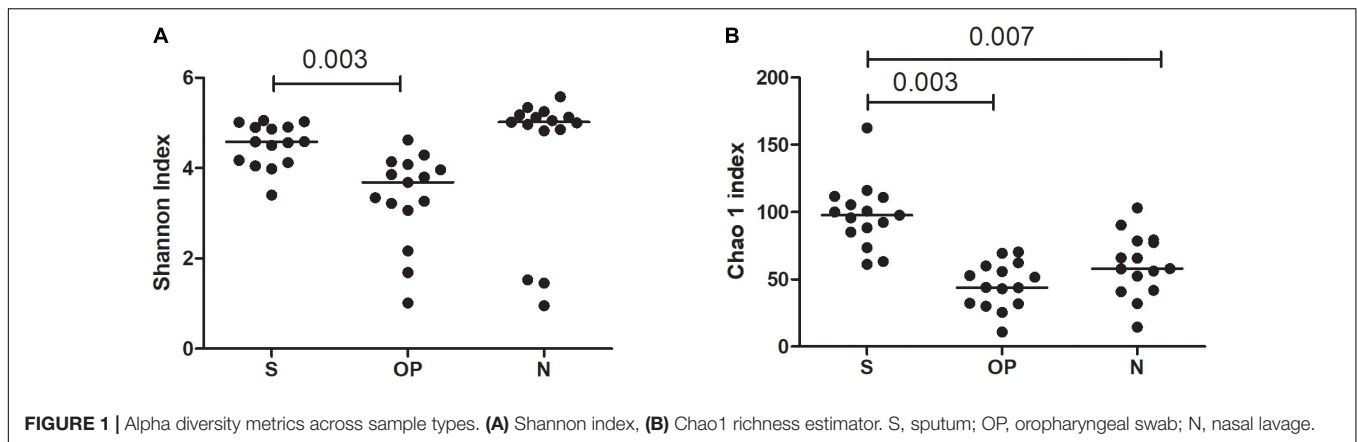 A
0.003
Shannon Index
6
4
2
0
S OP N
B
0.007
0.003
Chao 1 index
200
150
100
50
0
S OP N
FIGURE 1 | Alpha diversity metrics across sample types. (A) Shannon index, (B) Chao1 richness estimator. S, sputum; OP, oropharyngeal swab; N, nasal lavage.